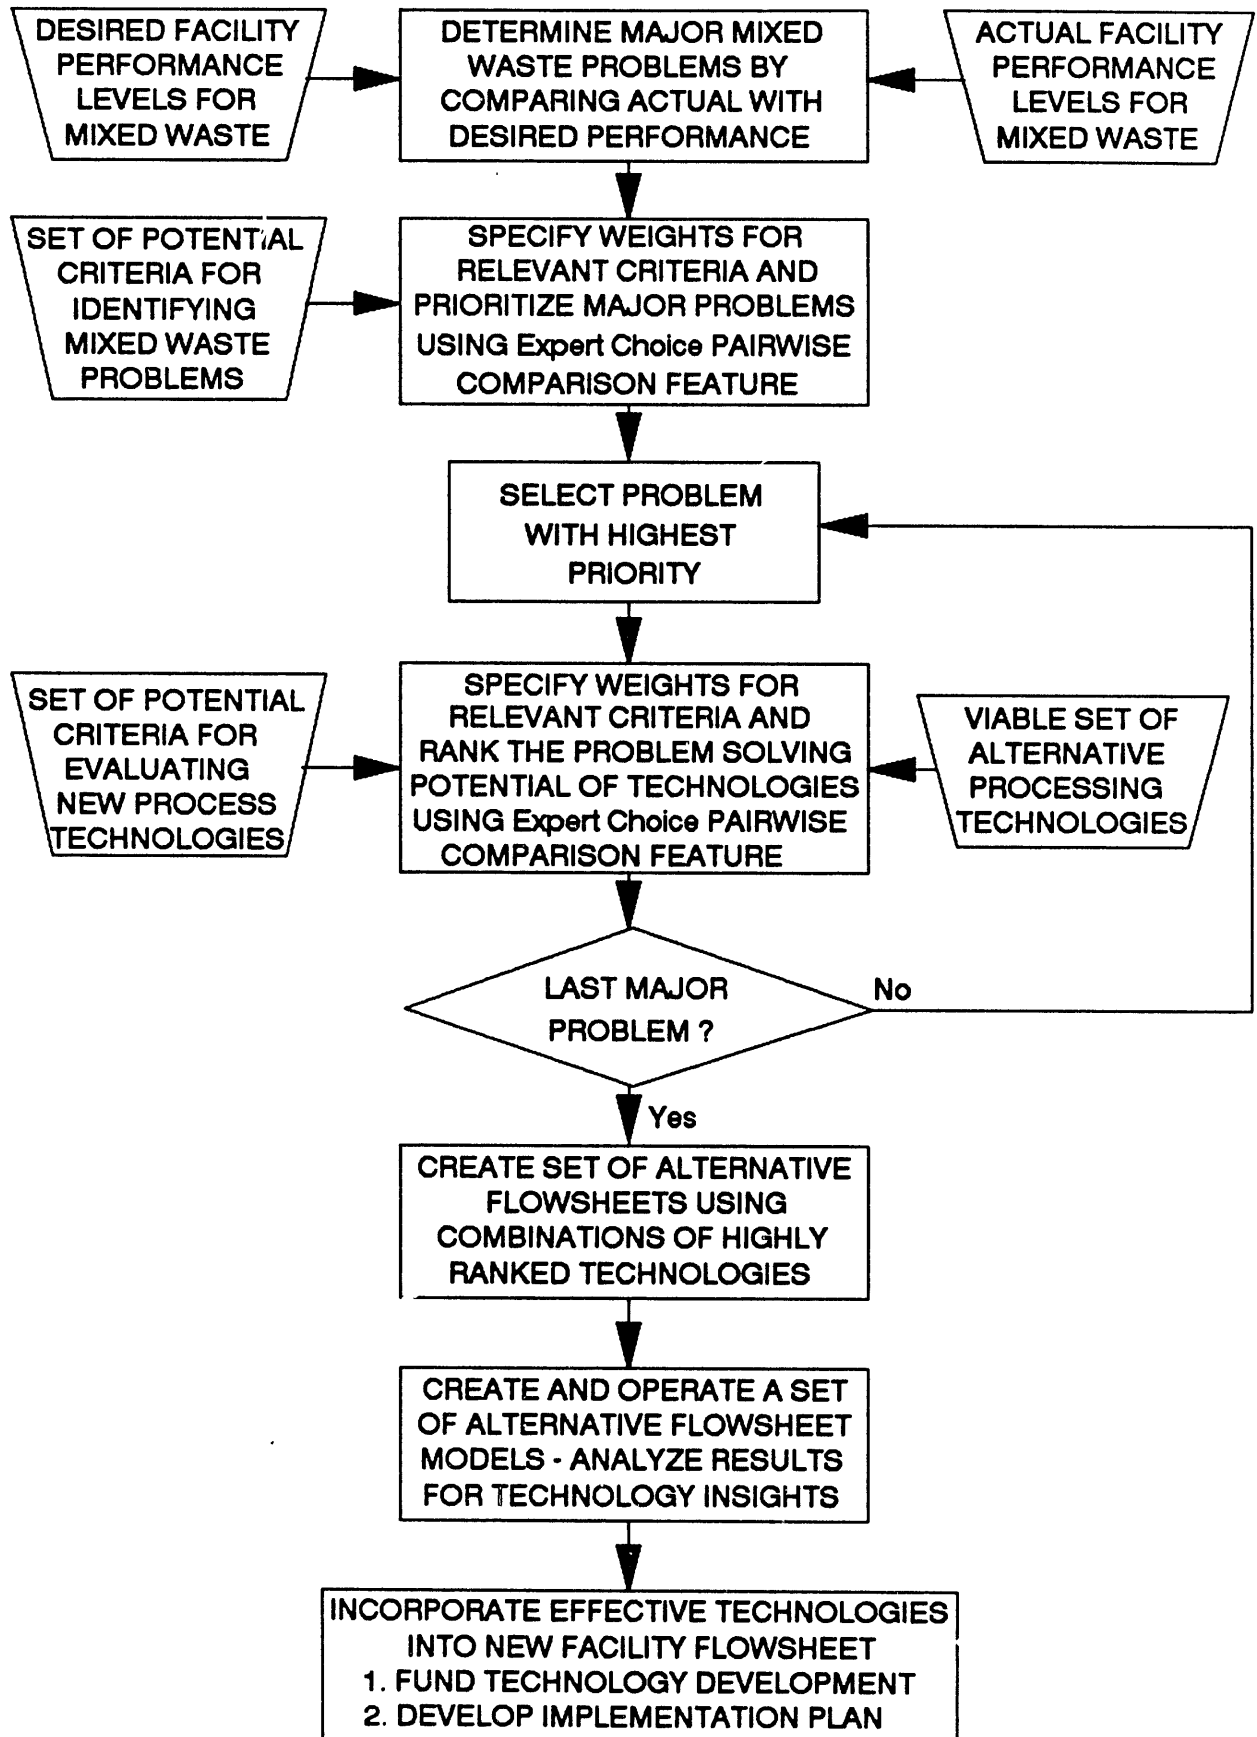 DESIRED FACILITY
PERFORMANCE
LEVELS FOR
MIXED WASTE
DETERMINE MAJOR MIXED
WASTE PROBLEMS BY
COMPARING ACTUAL WITH
DESIRED PERFORMANCE
ACTUAL FACILITY
PERFORMANCE
LEVELS FOR
MIXED WASTE
SET OF POTENTIAL
CRITERIA FOR
IDENTIFYING
MIXED WASTE
PROBLEMS
SPECIFY WEIGHTS FOR
RELEVANT CRITERIA AND
PRIORITIZE MAJOR PROBLEMS
USING Expert Choice PAIRWISE
COMPARISON FEATURE
SELECT PROBLEM
WITH HIGHEST
PRIORITY
SET OF POTENTIAL
CRITERIA FOR
EVALUATING
NEW PROCESS
TECHNOLOGIES
SPECIFY WEIGHTS FOR
RELEVANT CRITERIA AND
RANK THE PROBLEM SOLVING
POTENTIAL OF TECHNOLOGIES
USING Expert Choice PAIRWISE
COMPARISON FEATURE
VIABLE SET OF
ALTERNATIVE
PROCESSING
TECHNOLOGIES
LAST MAJOR
PROBLEM ?
No
Yes
CREATE SET OF ALTERNATIVE
FLOWSHEETS USING
COMBINATIONS OF HIGHLY
RANKED TECHNOLOGIES
CREATE AND OPERATE A SET
OF ALTERNATIVE FLOWSHEET
MODELS - ANALYZE RESULTS
FOR TECHNOLOGY INSIGHTS
INCORPORATE EFFECTIVE TECHNOLOGIES
INTO NEW FACILITY FLOWSHEET
1. FUND TECHNOLOGY DEVELOPMENT
2. DEVELOP IMPLEMENTATION PLAN